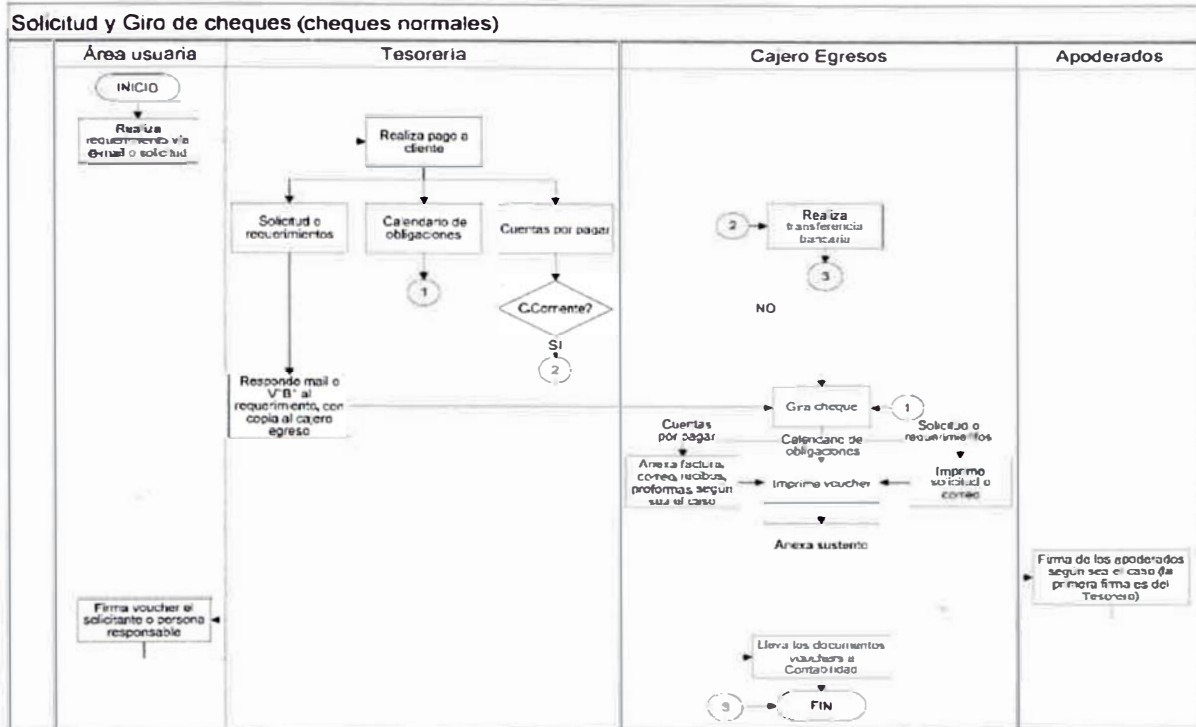 Solicitud y Giro de cheques (cheques normales)
Área usuaria
Tesorería
Cajero Egresos
Apoderados
INICIO
Realiza
requerimiento vía
e-mail o solicitud
Realiza pago a
cliente
Solicitud o
requerimientos
Calendario de
obligaciones
Cuentas por pagar
1
C.Corriente?
SI
2
2
Realiza
transferencia
bancaria
3
NO
Responde mail o
V°B° al
requerimiento, con
copia al cajero
egreso
Gira cheque
1
Cuentas
por pagar
Calendario de
obligaciones
Solicitud o
requerimientos
Anexa factura,
correo, recibos,
proformas, según
sea el caso
Imprime voucher
Imprime
solicitud o
correo
Anexa sustento
Firma de los apoderados
según sea el caso (la
primera firma es del
Tesorero)
Firma voucher el
solicitante o persona
responsable
Lleva los documentos
vouchers a
Contabilidad
3
FIN